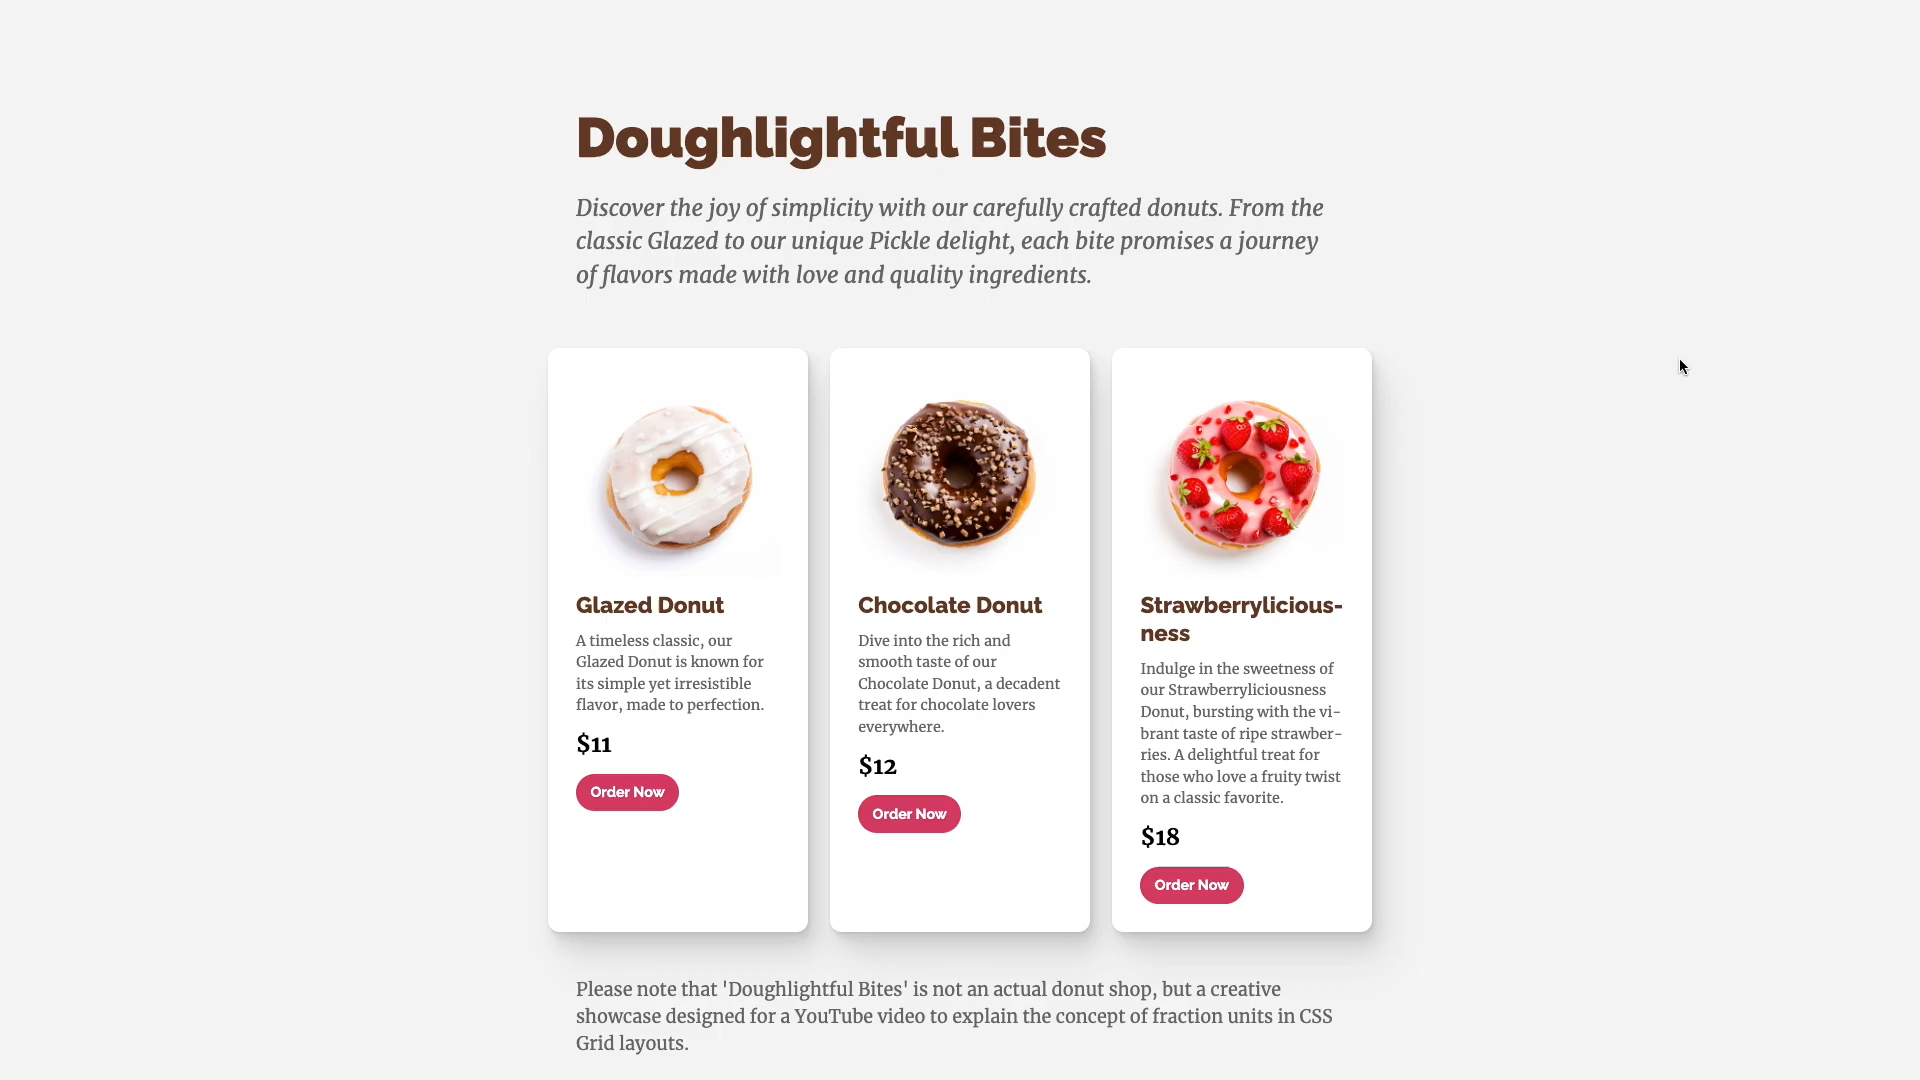 Doughlightful Bites
Discover the joy of simplicity with our carefully crafted donuts. From the
classic Glazed to our unique Pickle delight, each bite promises a journey
of flavors made with love and quality ingredients.
Glazed Donut
A timeless classic, our
Glazed Donut is known for
its simple yet irresistible
flavor, made to perfection.
$11
Order Now
Chocolate Donut
Dive into the rich and
smooth taste of our
Chocolate Donut, a decadent
treat for chocolate lovers
everywhere.
$12
Order Now
Strawberrylicious-
ness
Indulge in the sweetness of
our Strawberryliciousness
Donut, bursting with the vi-
brant taste of ripe strawber-
ries. A delightful treat for
those who love a fruity twist
on a classic favorite.
$18
Order Now
Please note that 'Doughlightful Bites' is not an actual donut shop, but a creative
showcase designed for a YouTube video to explain the concept of fraction units in CSS
Grid layouts.